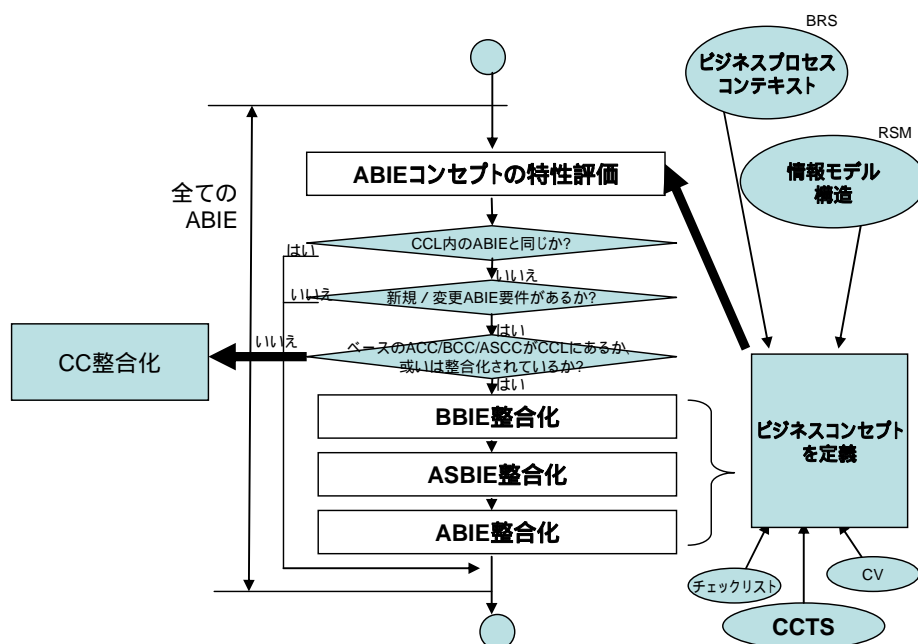 BRS
ビジネスプロセス
コンテキスト
RSM
情報モデル
構造
ABIEコンセプトの特性評価
全ての
ABIE
CCL内のABIEと同じか?
はい
いいえ
新規／変更ABIE要件があるか?
いいえ
はい
ベースのACC/BCC/ASCCがCCLにあるか、
或いは整合化されているか?
いいえ
はい
CC整合化
BBIE整合化
ASBIE整合化
ABIE整合化
ビジネスコンセプト
を定義
チェックリスト
CV
CCTS